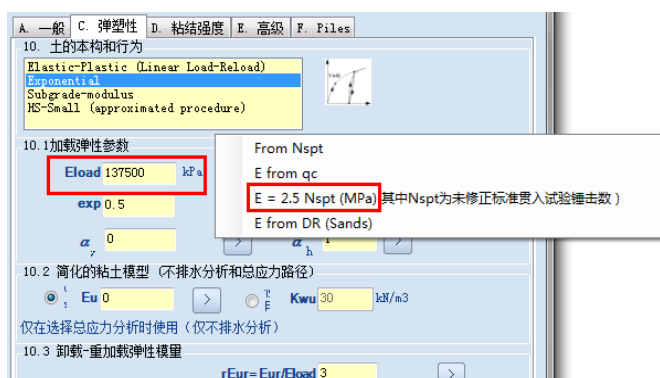 A. 一般 C. 弹塑性 D. 粘结强度 E. 高级 F. Piles
10. 土的本构和行为
Elastic-Plastic (Linear Load-Reload)
Exponential
Subgrade-modulus
HS-Small (approximated procedure)
10.1加载弹性参数
From Nspt
E from qc
E = 2.5 Nspt (MPa) 其中Nspt为未修正标准贯入试验锤击数）
E from DR (Sands)
Eload 137500 kPa
exp 0.5
α 0 > α h 1 >
10.2 简化的粘土模型 （不排水分析和总应力路径）
Eu 0 > Kwu 30 kN/m3
仅在选择总应力分析时使用（仅不排水分析）
10.3 卸载-重加载弹性模量
rEur= Eur/Eload 3 >